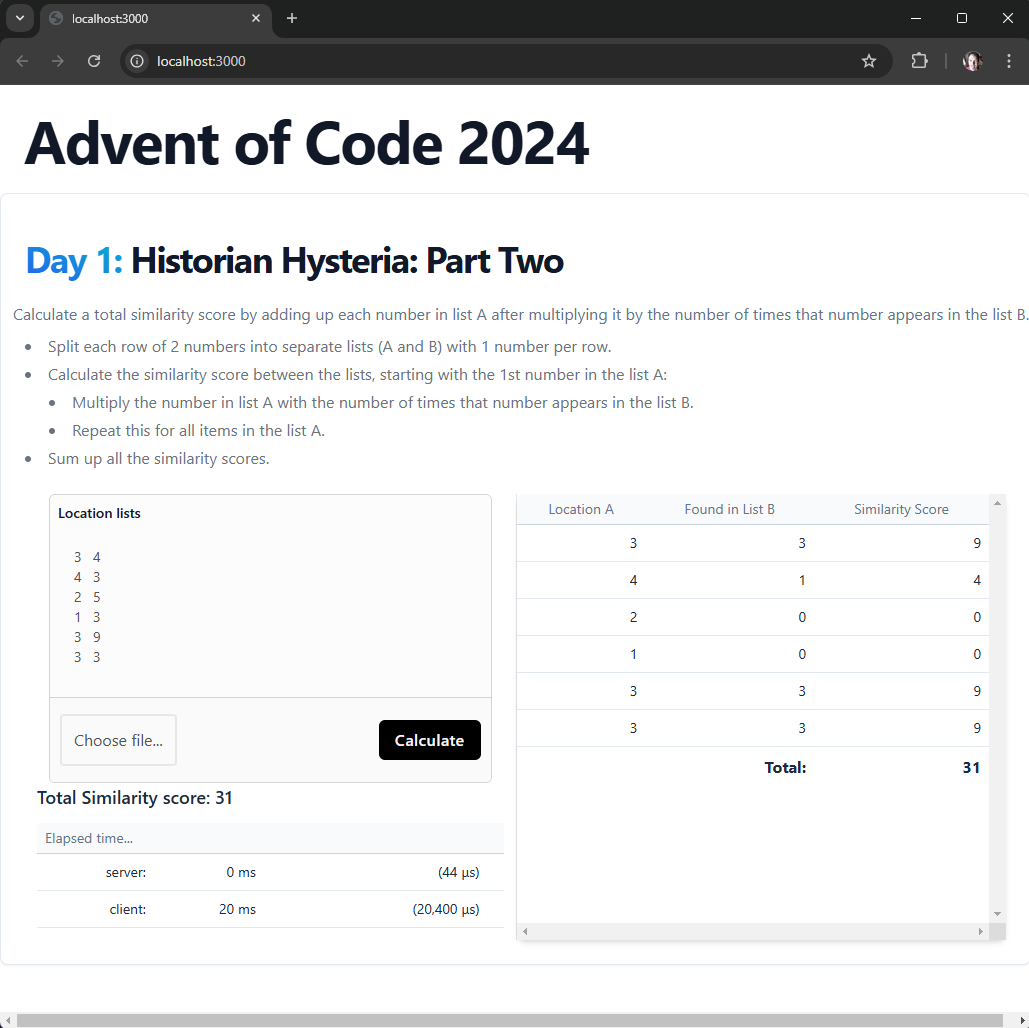 localhost:3000
localhost:3000
Advent of Code 2024
Day 1: Historian Hysteria: Part Two
Calculate a total similarity score by adding up each number in list A after multiplying it by the number of times that number appears in the list B.
Split each row of 2 numbers into separate lists (A and B) with 1 number per row.
Calculate the similarity score between the lists, starting with the 1st number in the list A:
Multiply the number in list A with the number of times that number appears in the list B.
Repeat this for all items in the list A.
Sum up all the similarity scores.
Location lists
3 4
4 3
2 5
1 3
3 9
3 3
Choose file...
Calculate
Total Similarity score: 31
Elapsed time...
server: 0 ms (44 µs)
client: 20 ms (20,400 µs)
Location A Found in List B Similarity Score
3 3 9
4 1 4
2 0 0
1 0 0
3 3 9
3 3 9
Total: 31